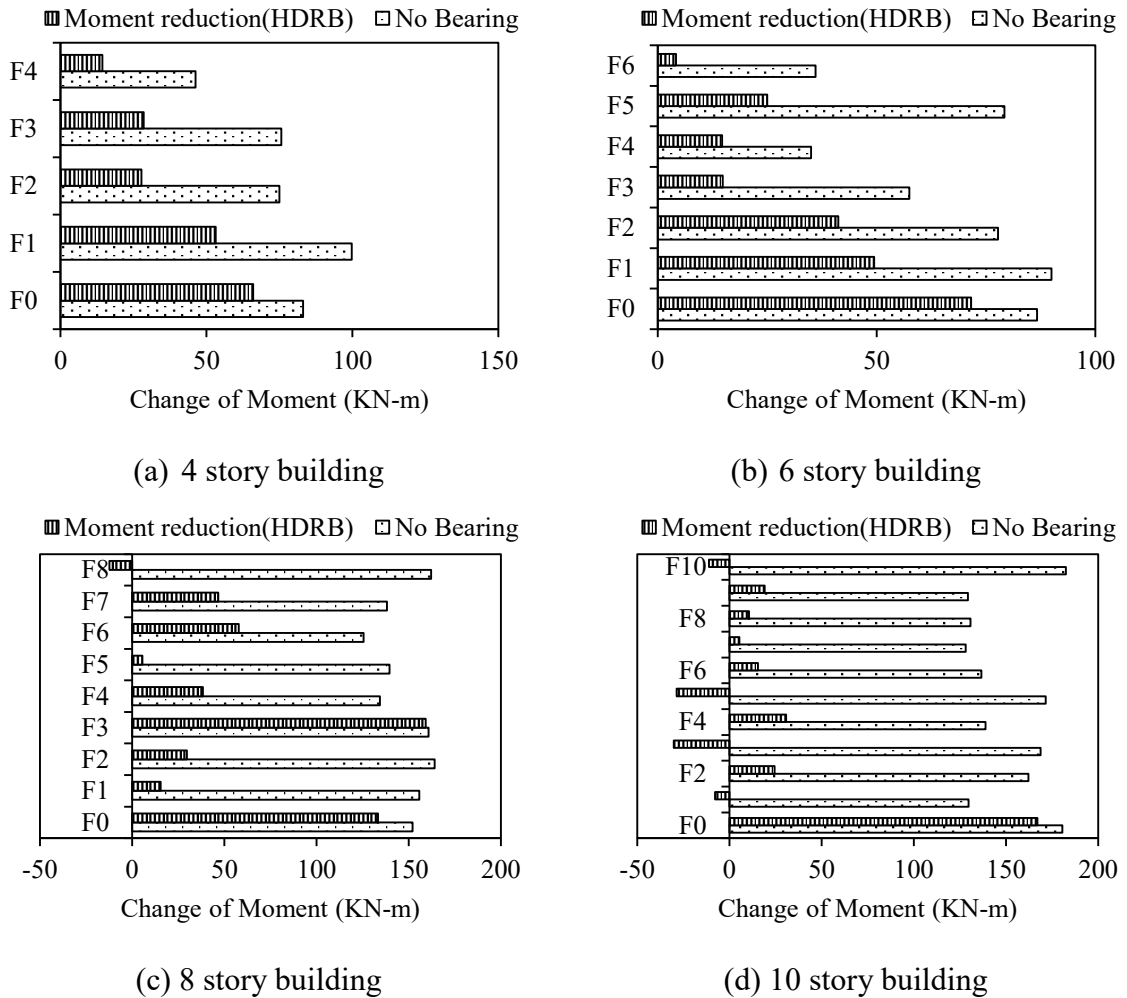 Moment reduction(HDRB) No Bearing
F4
F3
F2
F1
F0
0 50 100 150
Change of Moment (KN-m)
(a) 4 story building
Moment reduction(HDRB) No Bearing
F6
F5
F4
F3
F2
F1
F0
0 50 100
Change of Moment (KN-m)
(b) 6 story building
Moment reduction(HDRB) No Bearing
F8
F7
F6
F5
F4
F3
F2
F1
F0
-50 0 50 100 150 200
Change of Moment (KN-m)
(c) 8 story building
Moment reduction(HDRB) No Bearing
F10
F8
F6
F4
F2
F0
-50 0 50 100 150 200
Change of Moment (KN-m)
(d) 10 story building